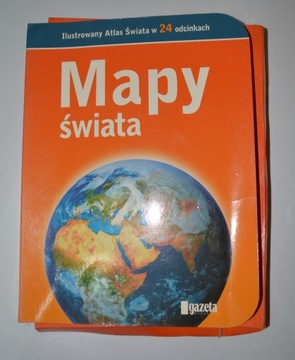 Ilustrowany Atlas Świata w 24 odcinkach
Mapy
świata
gazeta